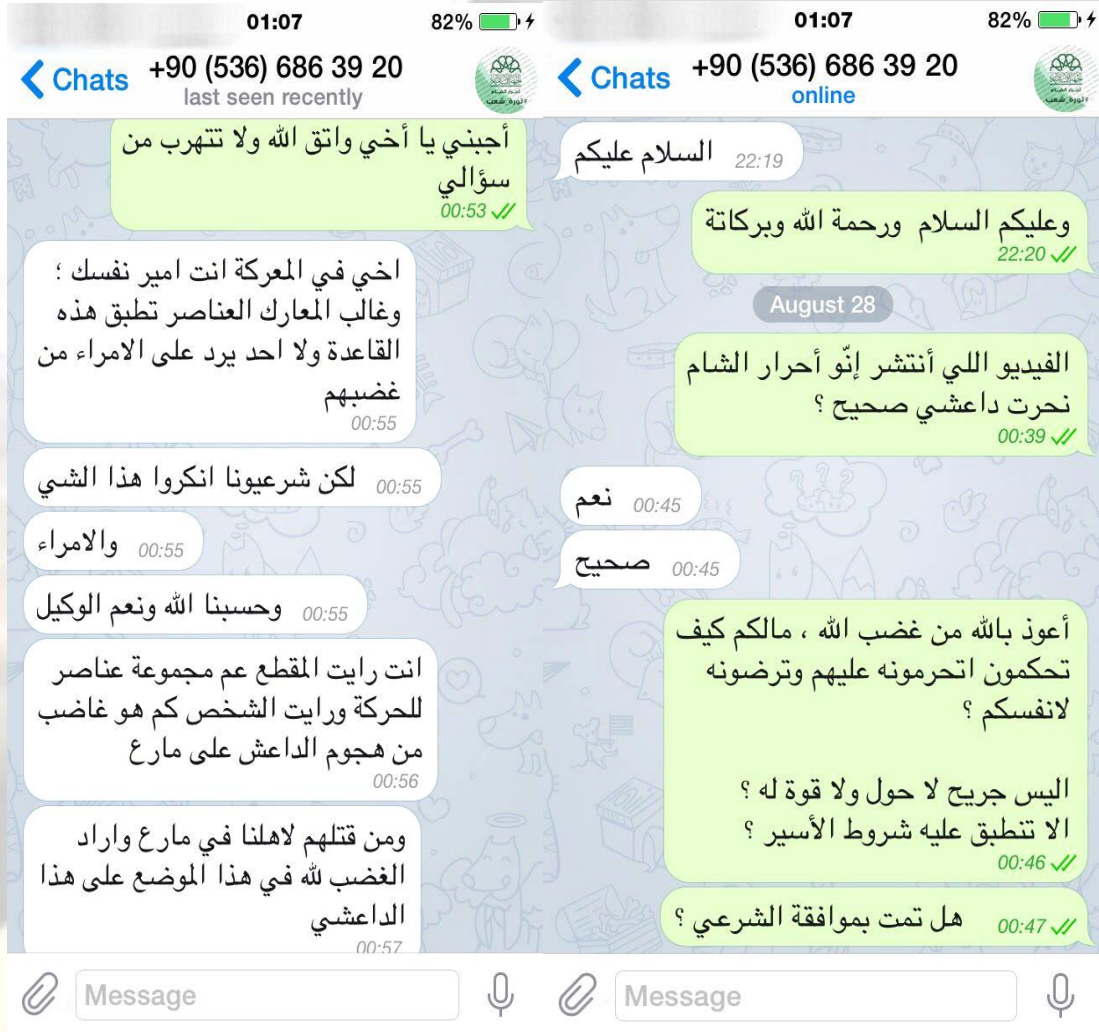 01:07
82%
Chats
+90 (536) 686 39 20
last seen recently
أجبني يا أخي واتق الله ولا تتهرب من
سؤالي
00:53
اخي في المعركة انت امير نفسك ؛
وغالب المعارك العناصر تطبق هذه
القاعدة ولا احد يرد على الامراء من
غضبهم
00:55
لكن شرعيونا انكروا هذا الشي
00:55
والامراء
00:55
وحسبنا الله ونعم الوكيل
00:55
انت رايت المقطع عم مجموعة عناصر
للحركة ورايت الشخص كم هو غاضب
من هجوم الداعش على مارع
00:56
ومن قتلهم لاهلنا في مارع واراد
الغضب لله في هذا الموضع على هذا
الداعشي
00:57
Message
01:07
82%
Chats
+90 (536) 686 39 20
online
السلام عليكم
22:19
وعليكم السلام ورحمة الله وبركاتة
22:20
August 28
الفيديو اللي أنتشر إنّو أحرار الشام
نحرت داعشي صحيح ؟
00:39
نعم
00:45
صحيح
00:45
أعوذ بالله من غضب الله ، مالكم كيف
تحكمون اتحرمونه عليهم وترضونه
لانفسكم ؟
اليس جريح لا حول ولا قوة له ؟
الا تنطبق عليه شروط الأسير ؟
00:46
هل تمت بموافقة الشرعي ؟
00:47
Message